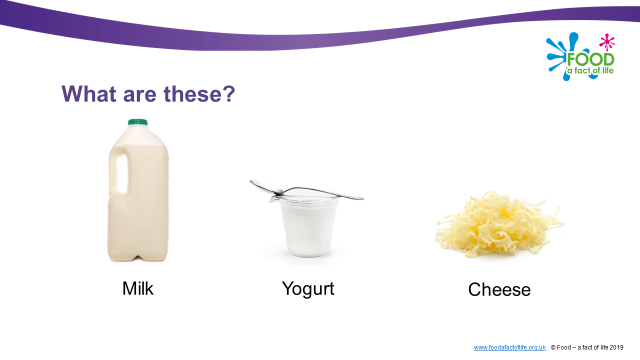 FOOD
a fact of life
What are these?
Milk
Yogurt
Cheese
www.foodafactoflife.org.uk © Food – a fact of life 2019